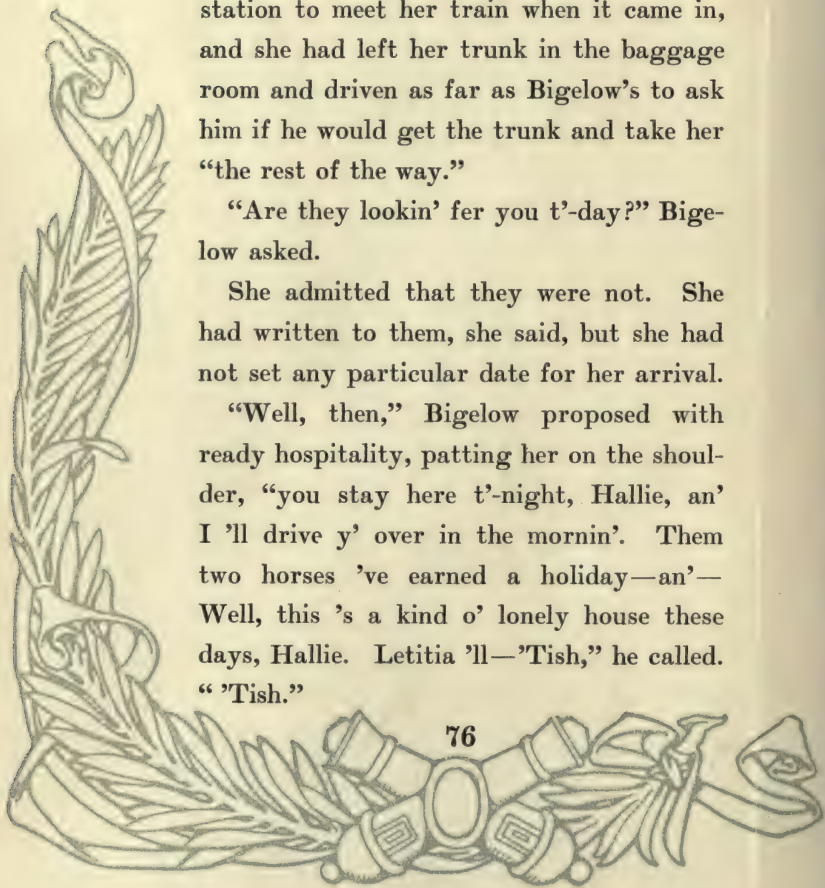 station to meet her train when it came in,
and she had left her trunk in the baggage
room and driven as far as Bigelow's to ask
him if he would get the trunk and take her
“the rest of the way.”
“Are they lookin' fer you t'-day?” Bige-
low asked.
She admitted that they were not. She
had written to them, she said, but she had
not set any particular date for her arrival.
“Well, then,” Bigelow proposed with
ready hospitality, patting her on the shoul-
der, “you stay here t'-night, Hallie, an'
I 'll drive y' over in the mornin'. Them
two horses 've earned a holiday—an'—
Well, this 's a kind o' lonely house these
days, Hallie. Letitia 'll—'Tish,” he called.
“ 'Tish.”
76